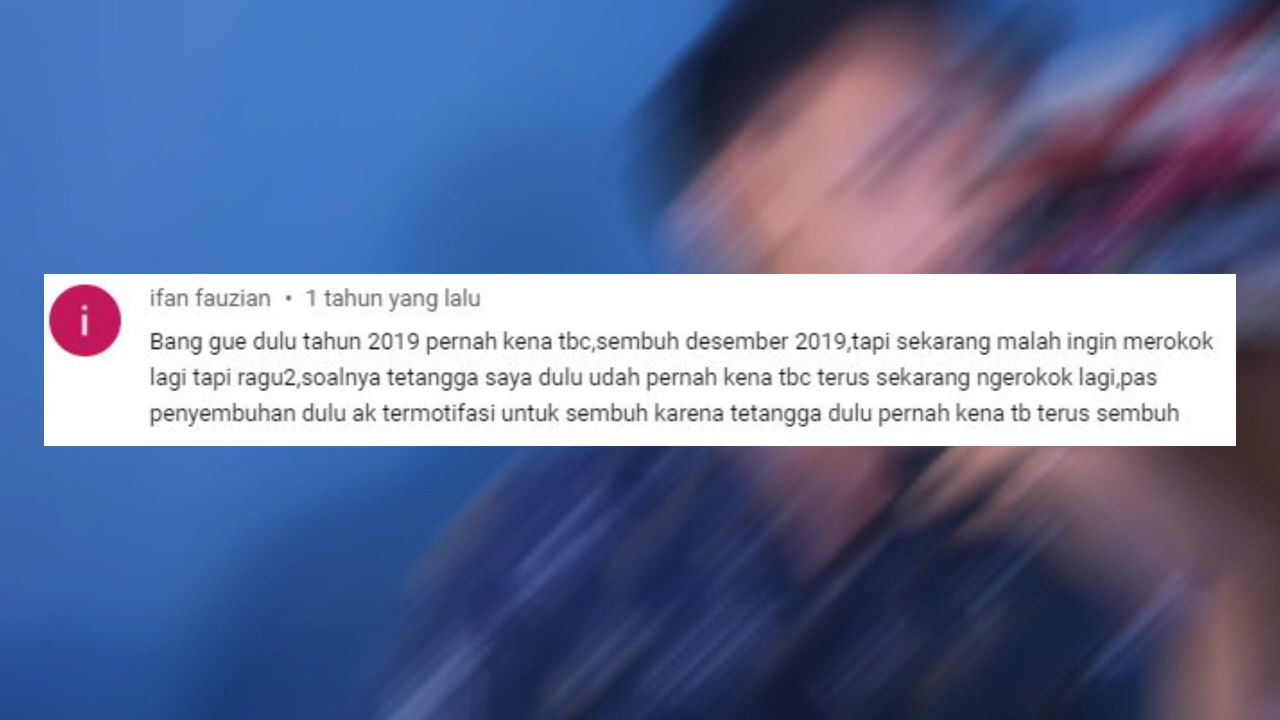 i
ifan fauzian • 1 tahun yang lalu
Bang gue dulu tahun 2019 pernah kena tbc,sembuh desember 2019,tapi sekarang malah ingin merokok
lagi tapi ragu2,soalnya tetangga saya dulu udah pernah kena tbc terus sekarang ngerokok lagi,pas
penyembuhan dulu ak termotifasi untuk sembuh karena tetangga dulu pernah kena tb terus sembuh